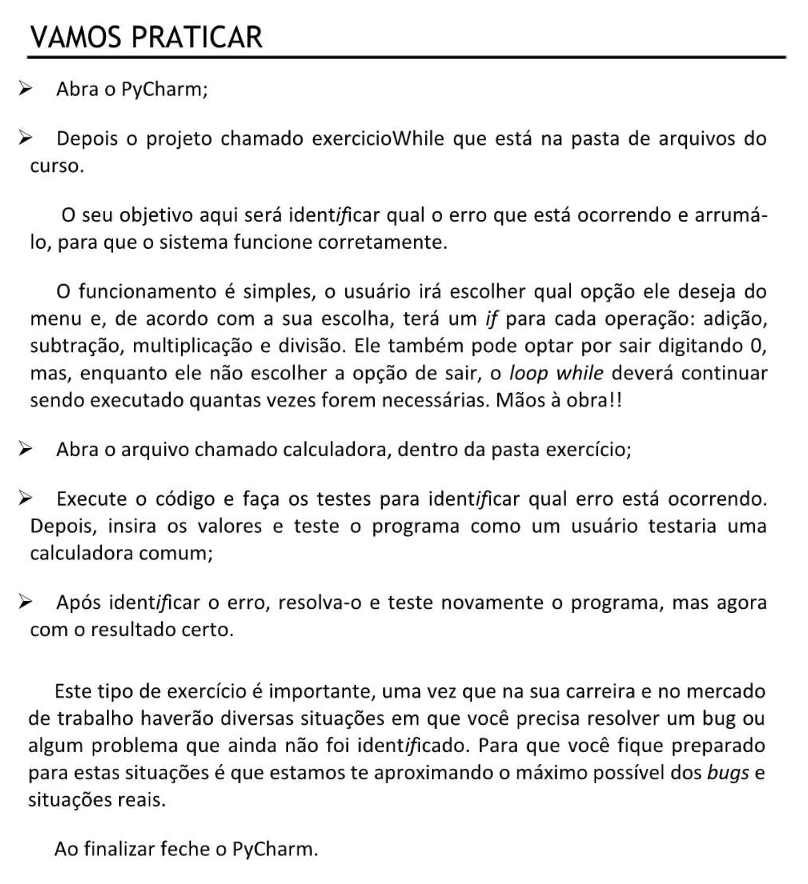 VAMOS PRATICAR
➢ Abra o PyCharm;
➢ Depois o projeto chamado exercicioWhile que está na pasta de arquivos do
curso.
O seu objetivo aqui será identificar qual o erro que está ocorrendo e arrumá-
lo, para que o sistema funcione corretamente.
O funcionamento é simples, o usuário irá escolher qual opção ele deseja do
menu e, de acordo com a sua escolha, terá um if para cada operação: adição,
subtração, multiplicação e divisão. Ele também pode optar por sair digitando 0,
mas, enquanto ele não escolher a opção de sair, o loop while deverá continuar
sendo executado quantas vezes forem necessárias. Mãos à obra!!
➢ Abra o arquivo chamado calculadora, dentro da pasta exercício;
➢ Execute o código e faça os testes para identificar qual erro está ocorrendo.
Depois, insira os valores e teste o programa como um usuário testaria uma
calculadora comum;
➢ Após identificar o erro, resolva-o e teste novamente o programa, mas agora
com o resultado certo.
Este tipo de exercício é importante, uma vez que na sua carreira e no mercado
de trabalho haverão diversas situações em que você precisa resolver um bug ou
algum problema que ainda não foi identificado. Para que você fique preparado
para estas situações é que estamos te aproximando o máximo possível dos bugs e
situações reais.
Ao finalizar feche o PyCharm.